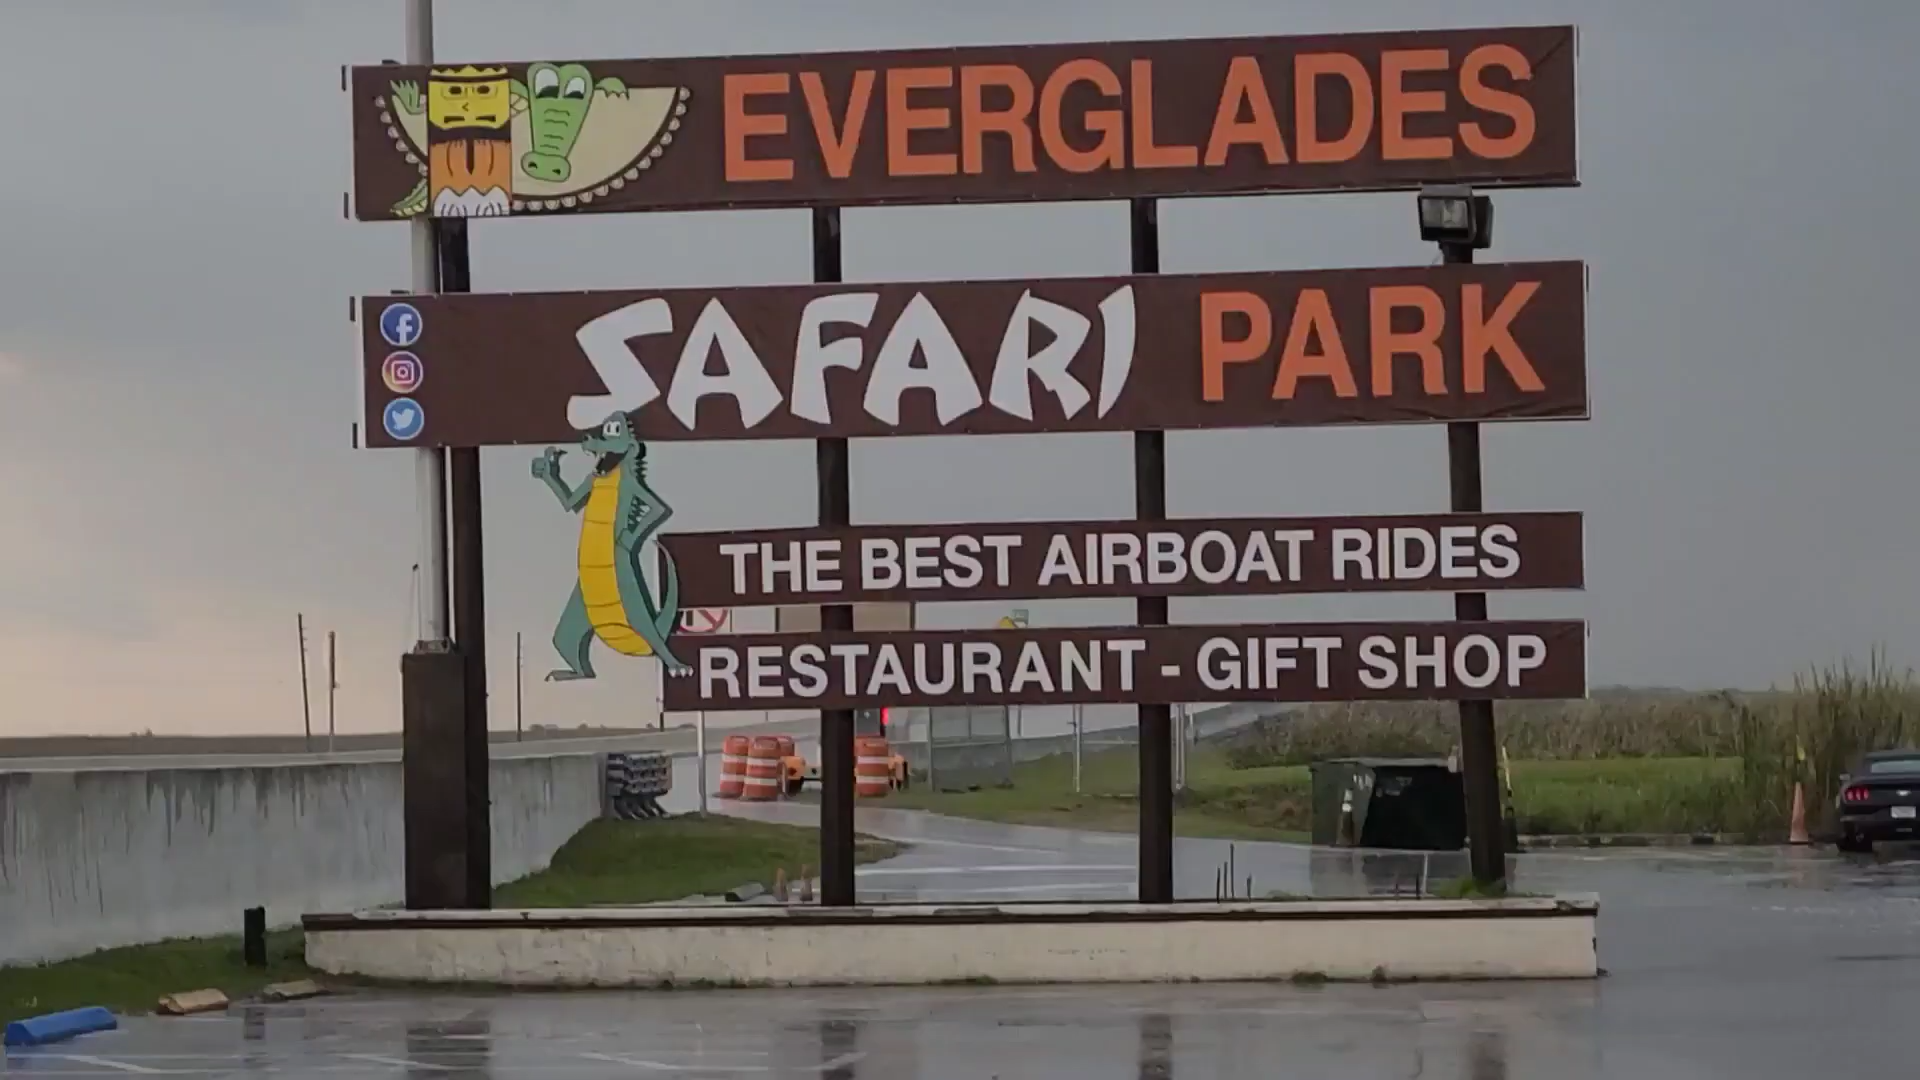 EVERGLADES
SAFARI PARK
THE BEST AIRBOAT RIDES
RESTAURANT - GIFT SHOP